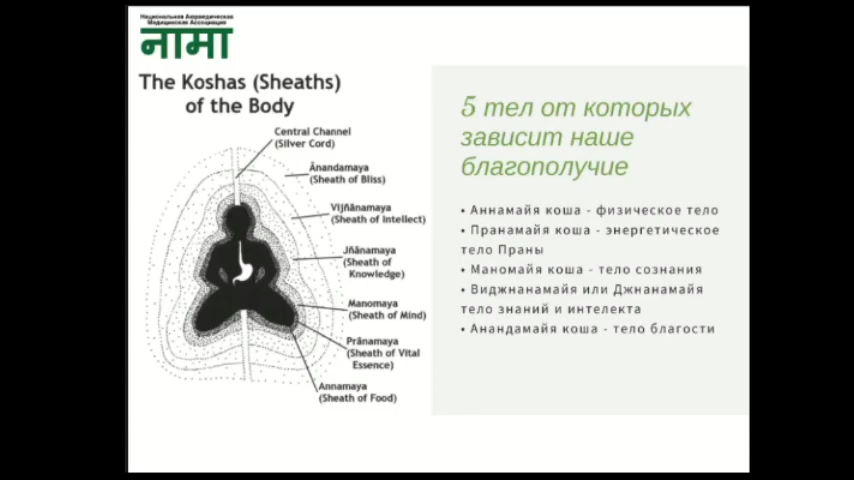 Национальная Аюрведическая
Медицинская Ассоциация
नामा
The Koshas (Sheaths)
of the Body
Central Channel
(Silver Cord)
Ānandamaya
(Sheath of Bliss)
Vijñānamaya
(Sheath of Intellect)
Jñānamaya
(Sheath of
Knowledge)
Manomaya
(Sheath of Mind)
Prānamaya
(Sheath of Vital
Essence)
Annamaya
(Sheath of Food)
5 тел от которых
зависит наше
благополучие
• Аннамайя коша - физическое тело
• Пранамайя коша - энергетическое
тело Праны
• Маномайя коша - тело сознания
• Виджнанамайя или Джнанамайя
тело знаний и интелекта
• Анандамайя коша - тело благости